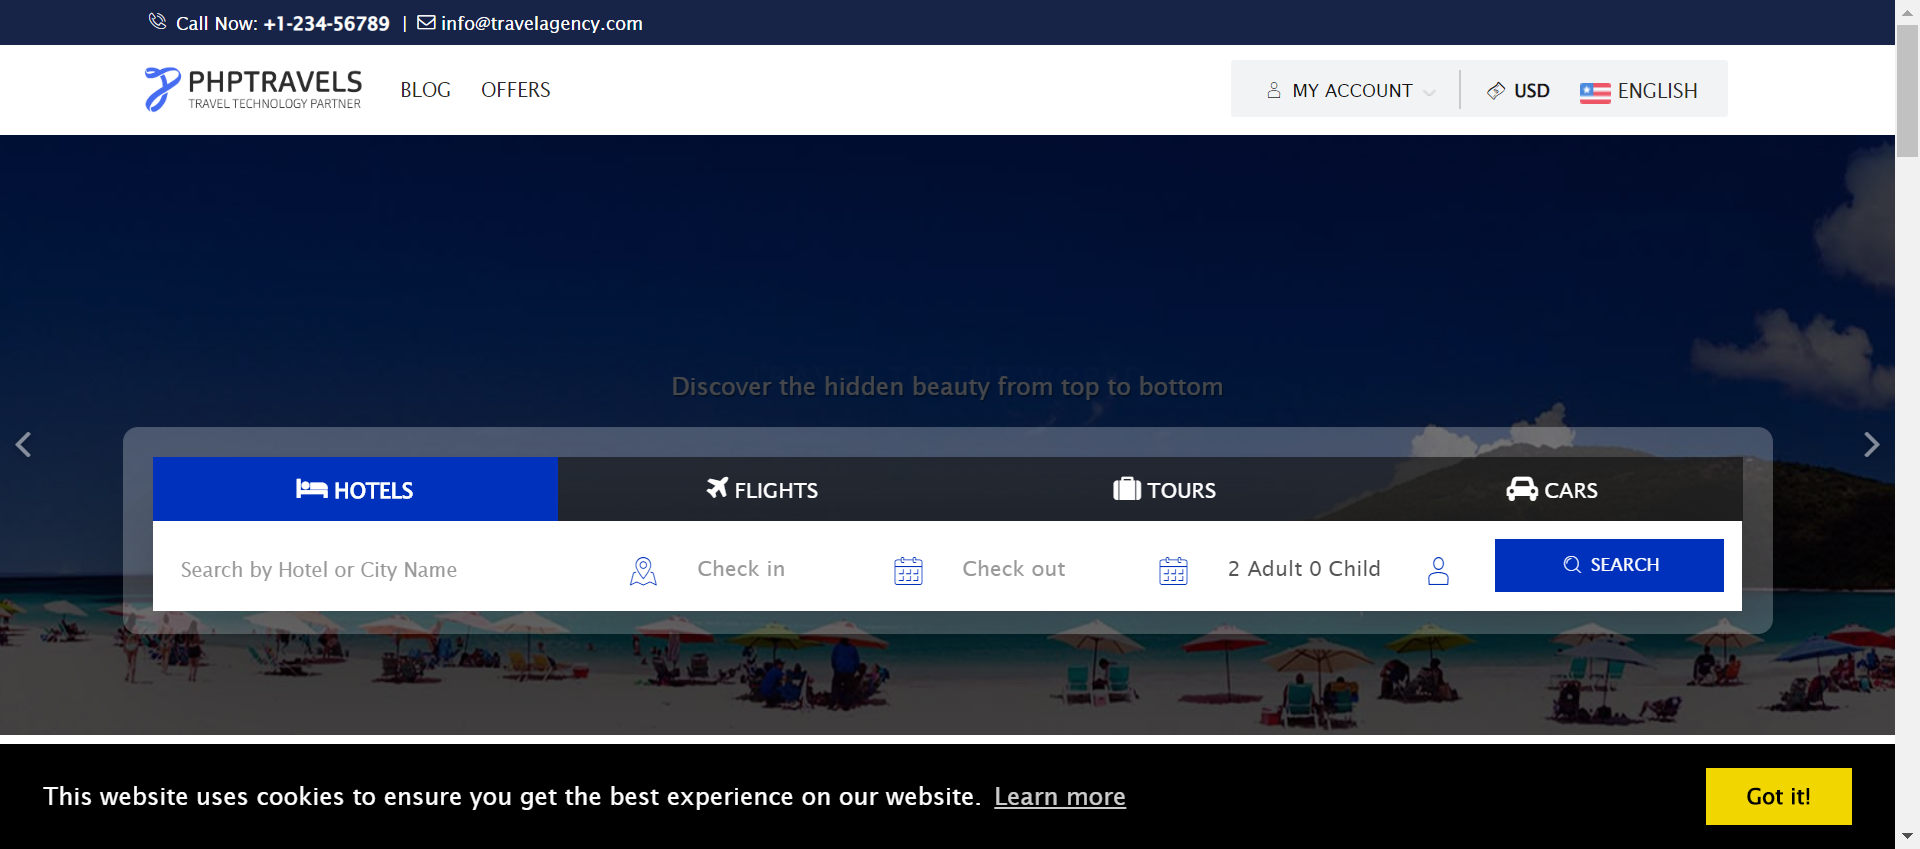 Call Now: +1-234-56789 | info@travelagency.com
PHPTRAVELS
TRAVEL TECHNOLOGY PARTNER
BLOG OFFERS
MY ACCOUNT USD ENGLISH
Discover the hidden beauty from top to bottom
HOTELS FLIGHTS TOURS CARS
Search by Hotel or City Name Check in Check out 2 Adult 0 Child SEARCH
This website uses cookies to ensure you get the best experience on our website. Learn more Got it!